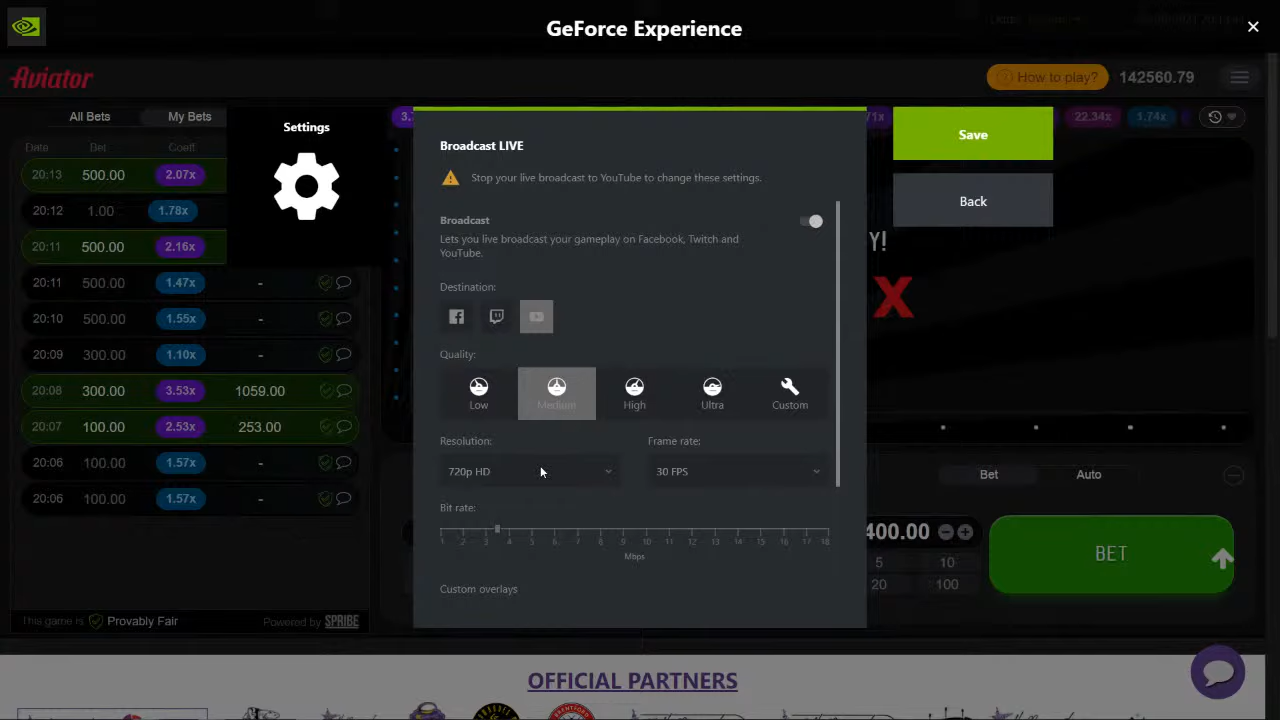 GeForce Experience
Aviator
How to play?
142560.79
All Bets
My Bets
22.34x
1.74x
Date
Bet
Coeff
20:13 500.00 2.07x
20:12 1.00 1.78x
20:11 500.00 2.16x
20:11 500.00 1.47x -
20:10 500.00 1.55x -
20:09 300.00 1.10x -
20:08 300.00 3.53x 1059.00
20:07 100.00 2.53x 253.00
20:06 100.00 1.57x -
20:06 100.00 1.57x -
This game is Provably Fair
Powered by SPRIBE
Settings
Broadcast LIVE
Stop your live broadcast to YouTube to change these settings.
Broadcast
Lets you live broadcast your gameplay on Facebook, Twitch and
YouTube.
Destination:
Quality:
Low
Medium
High
Ultra
Custom
Resolution:
Frame rate:
720p HD
30 FPS
Bit rate:
1 2 3 4 5 6 7 8 9 10 11 12 13 14 15 16 17 18
Mbps
Custom overlays
Save
Back
Y!
X
Bet
Auto
400.00
5
10
20
100
BET
OFFICIAL PARTNERS